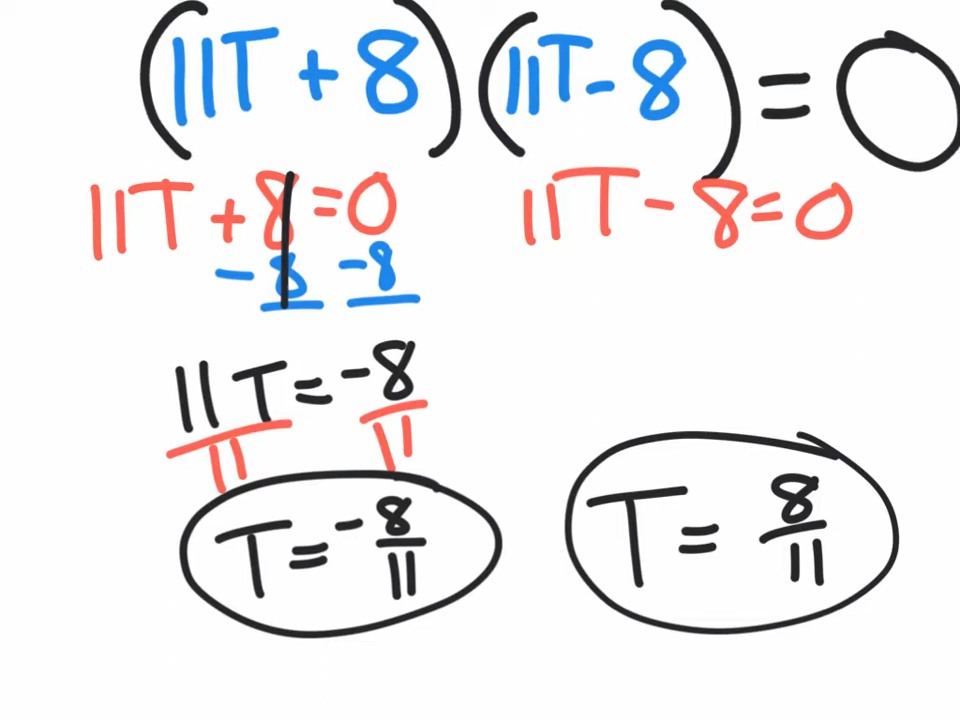 (11T + 8) (11T - 8) = 0
11T + 8 = 0
11T - 8 = 0
- 8 - 8
11T = -8
11 11
T = - 8/11
T = 8/11